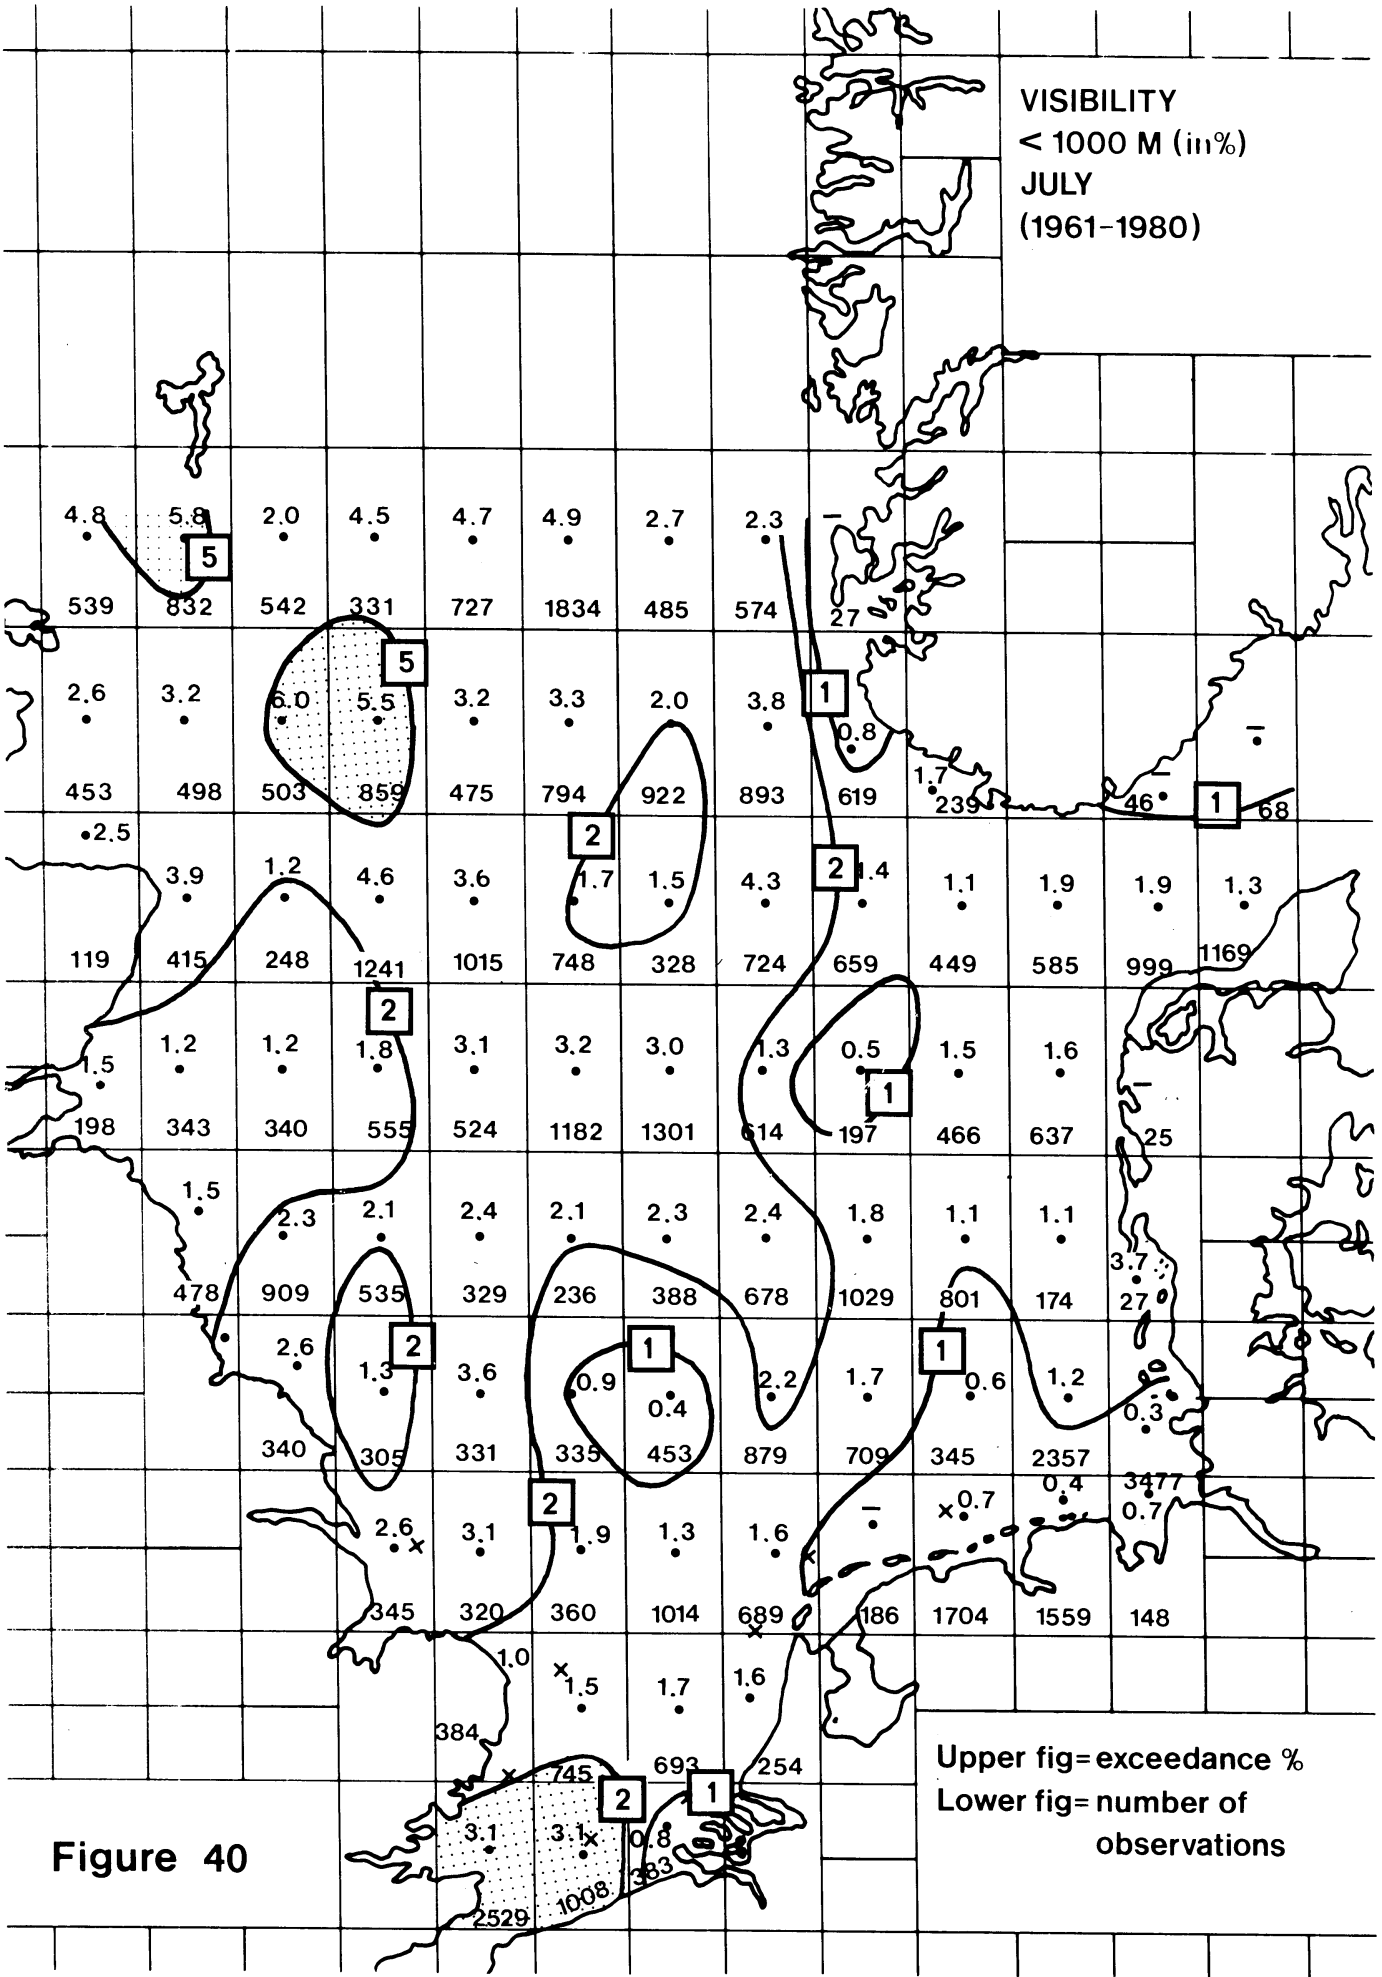 VISIBILITY
< 1000 M (in%)
JULY
(1961-1980)
4.8 5.8 2.0 4.5 4.7 4.9 2.7 2.3 –
5
539 832 542 331 727 1834 485 574 27
5
2.6 3.2 6.0 5.5 3.2 3.3 2.0 3.8 1
0.8 –
1.7 –
453 498 503 859 475 794 922 893 619 239 46 1 68
2.5 2
3.9 1.2 4.6 3.6 1.7 1.5 4.3 2 1.4 1.1 1.9 1.9 1.3
119 415 248 1241 1015 748 328 724 659 449 585 999 1169
2
1.5 1.2 1.2 1.8 3.1 3.2 3.0 1.3 0.5 1.5 1.6 –
1
198 343 340 555 524 1182 1301 614 197 466 637 25
1.5 2.3 2.1 2.4 2.1 2.3 2.4 1.8 1.1 1.1
3.7
478 909 535 329 236 388 678 1029 801 174 27
2 1 1
2.6 1.3 3.6 0.9 0.4 2.2 1.7 0.6 1.2 0.3
340 305 331 335 453 879 709 345 2357 3477
2
2.6 × 3.1 1.9 1.3 1.6 × – × 0.7 0.4 0.7
345 320 360 1014 689 186 1704 1559 148
×
1.0 × 1.5 1.7 1.6
384 × 745 693 254
2 1
3.1 3.1 × 0.8
2529 1008 383
Upper fig= exceedance %
Lower fig= number of
observations
Figure 40